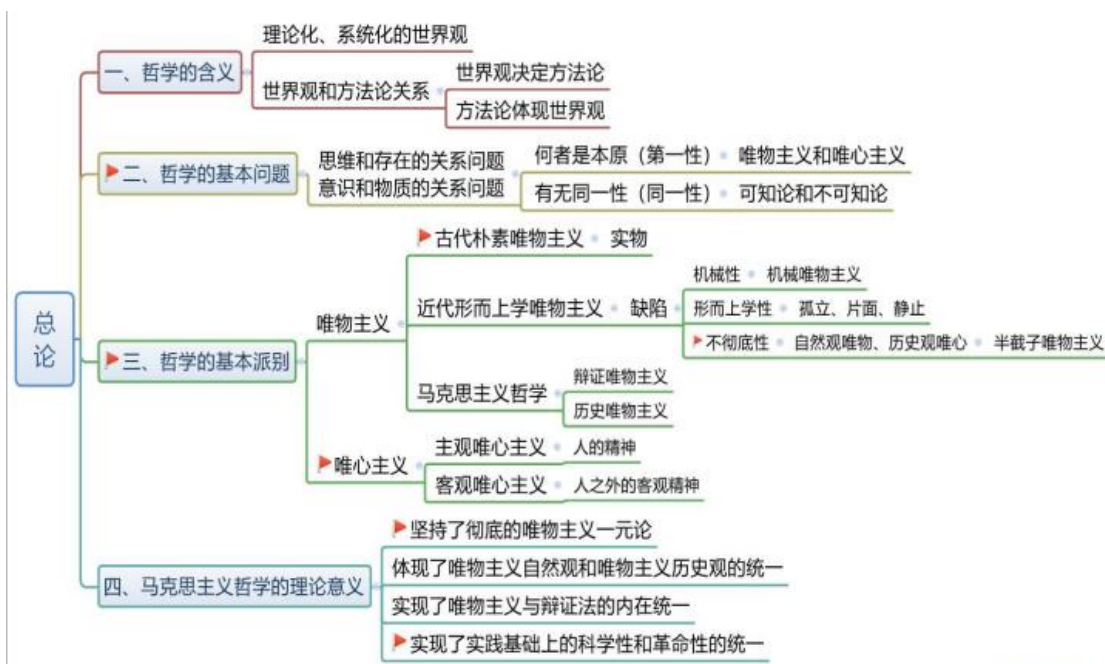 总论
一、哲学的含义
理论化、系统化的世界观
世界观和方法论关系
世界观决定方法论
方法论体现世界观
二、哲学的基本问题
思维和存在的关系问题
意识和物质的关系问题
何者是本原（第一性）
唯物主义和唯心主义
有无同一性（同一性）
可知论和不可知论
三、哲学的基本派别
唯物主义
古代朴素唯物主义
实物
近代形而上学唯物主义
缺陷
机械性
机械唯物主义
形而上学性
孤立、片面、静止
不彻底性
自然观唯物、历史观唯心
半截子唯物主义
马克思主义哲学
辩证唯物主义
历史唯物主义
唯心主义
主观唯心主义
人的精神
客观唯心主义
人之外的客观精神
四、马克思主义哲学的理论意义
坚持了彻底的唯物主义一元论
体现了唯物主义自然观和唯物主义历史观的统一
实现了唯物主义与辩证法的内在统一
实现了实践基础上的科学性和革命性的统一